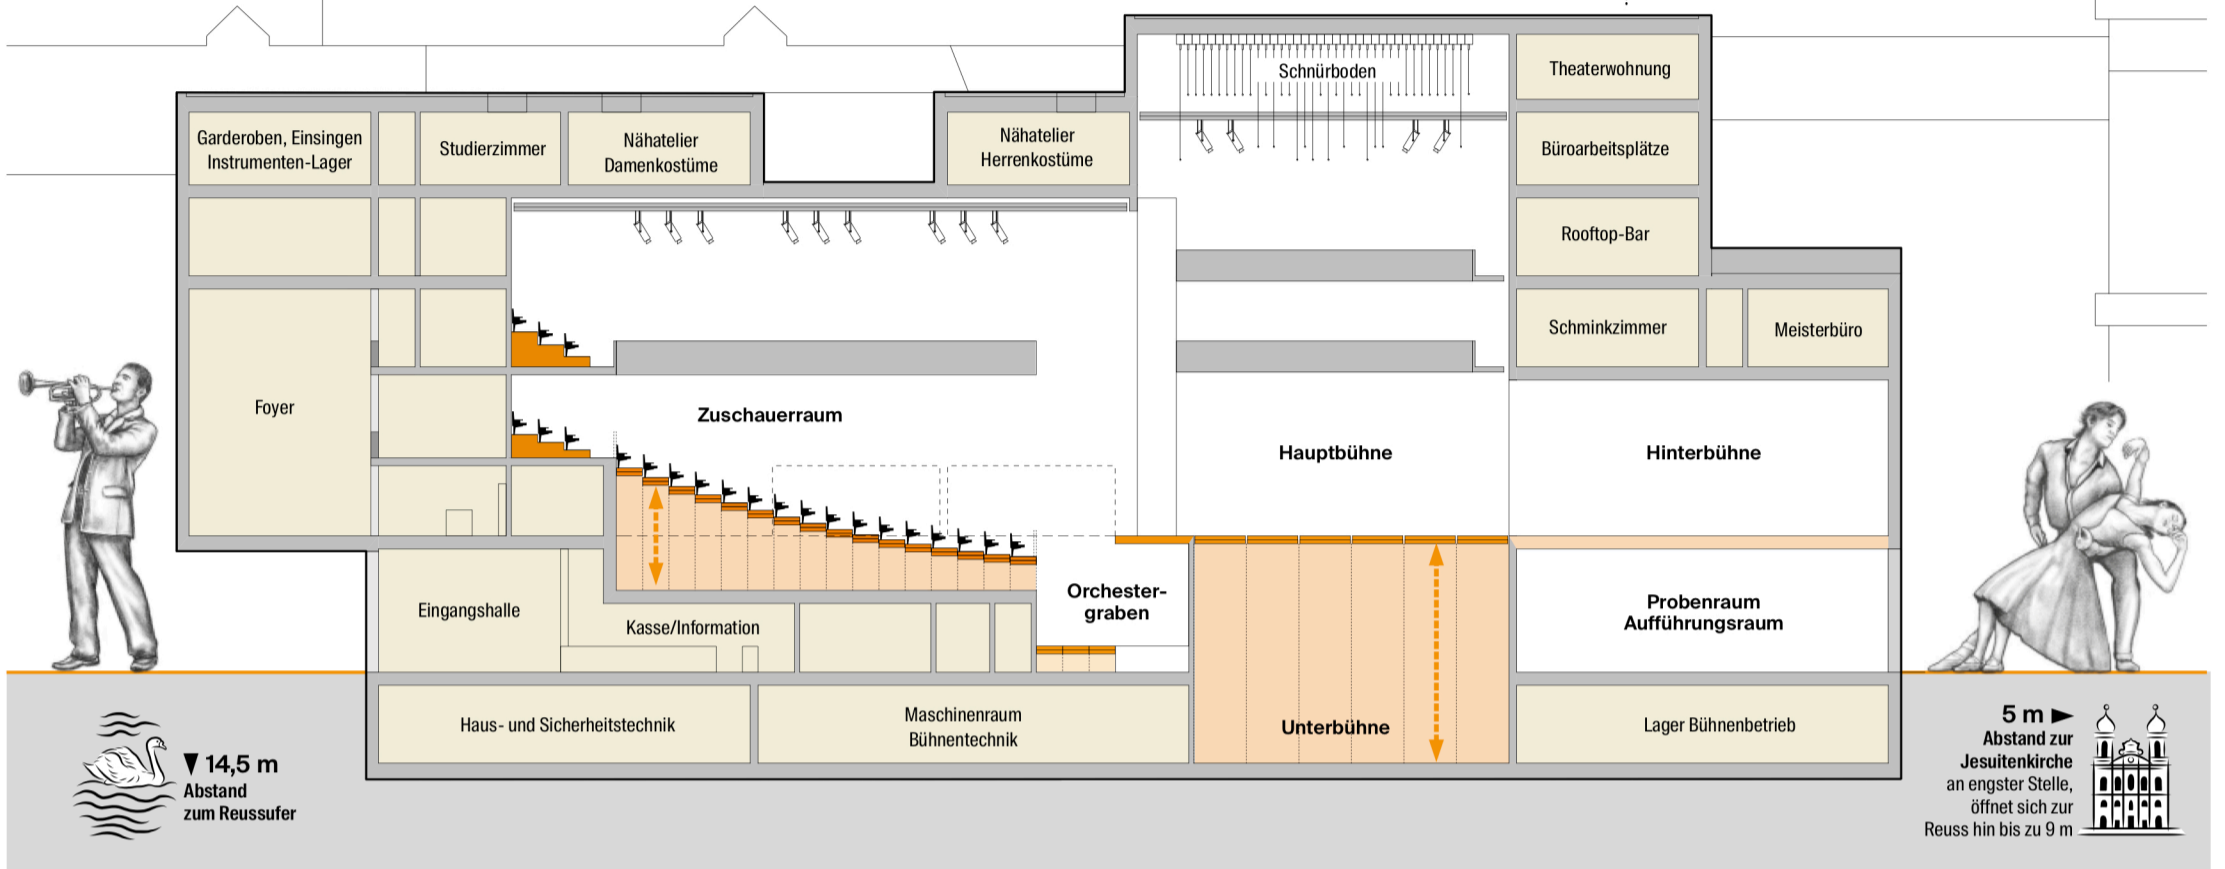 Schnürboden
Theaterwohnung
Garderoben, Einsingen
Instrumenten-Lager
Studierzimmer
Nähatelier
Damenkostüme
Nähatelier
Herrenkostüme
Büroarbeitsplätze
Rooftop-Bar
Schminkzimmer
Meisterbüro
Foyer
Zuschauerraum
Hauptbühne
Hinterbühne
Eingangshalle
Kasse/Information
Orchester-
graben
Probenraum
Aufführungsraum
Haus- und Sicherheitstechnik
Maschinenraum
Bühnentechnik
Unterbühne
Lager Bühnenbetrieb
▼ 14,5 m
Abstand
zum Reussufer
5 m ►
Abstand zur
Jesuitenkirche
an engster Stelle,
öffnet sich zur
Reuss hin bis zu 9 m